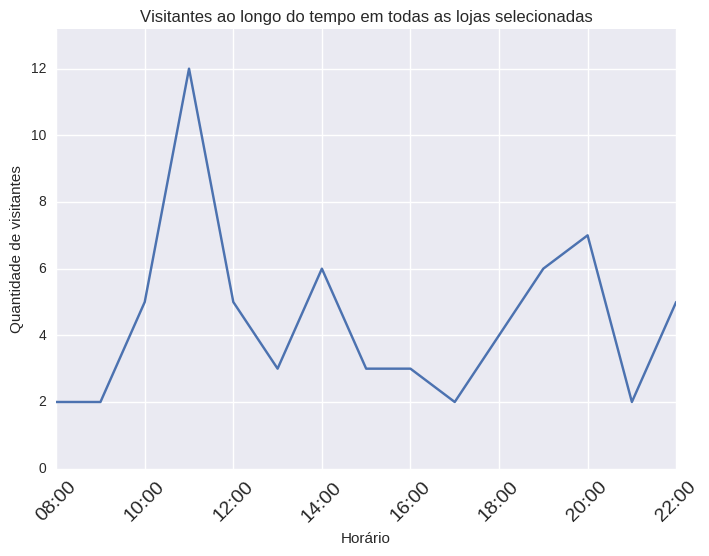 Visitantes ao longo do tempo em todas as lojas selecionadas
12
10
8
6
4
2
0
Quantidade de visitantes
08:00 10:00 12:00 14:00 16:00 18:00 20:00 22:00
Horário